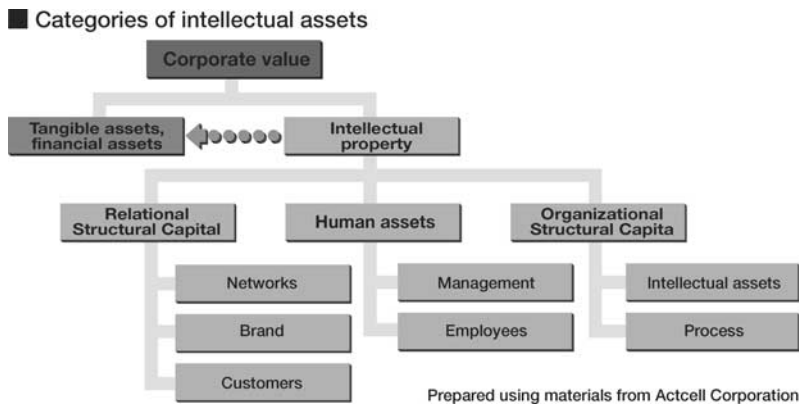 Categories of intellectual assets
Corporate value
Tangible assets,
financial assets
Intellectual
property
Relational
Structural Capital
Human assets
Organizational
Structural Capita
Networks
Management
Intellectual assets
Brand
Employees
Process
Customers
Prepared using materials from Actcell Corporation